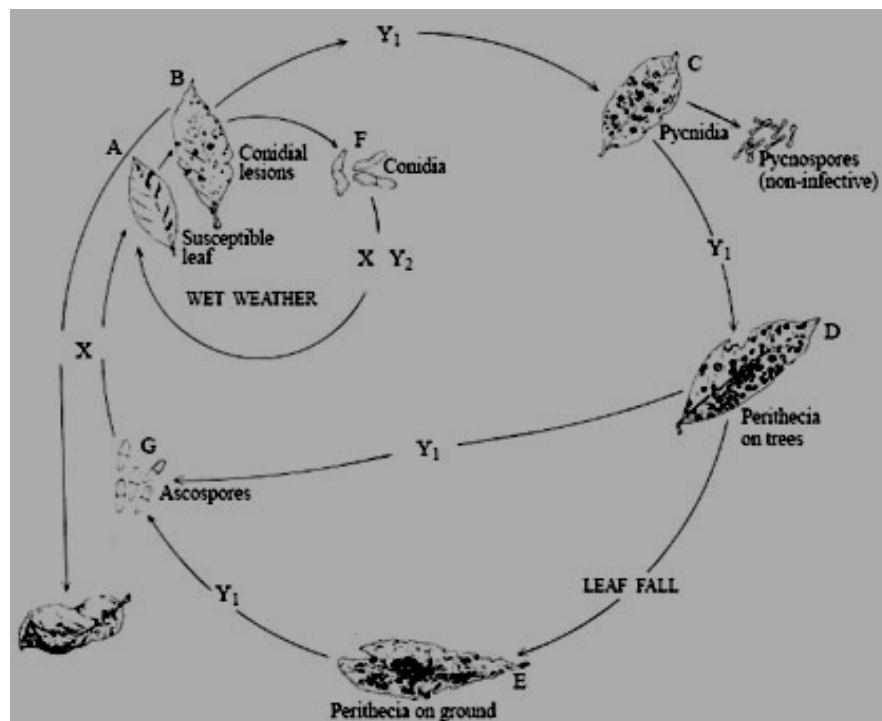 Y1
B
C
A
F
Conidial
lesions
Conidia
Pycnidia
Pycnospores
(non-infective)
Susceptible
leaf
X Y2
Y1
WET WEATHER
X
D
Perithecia
on trees
G
Y1
Ascospores
Y1
LEAF FALL
E
Perithecia on ground